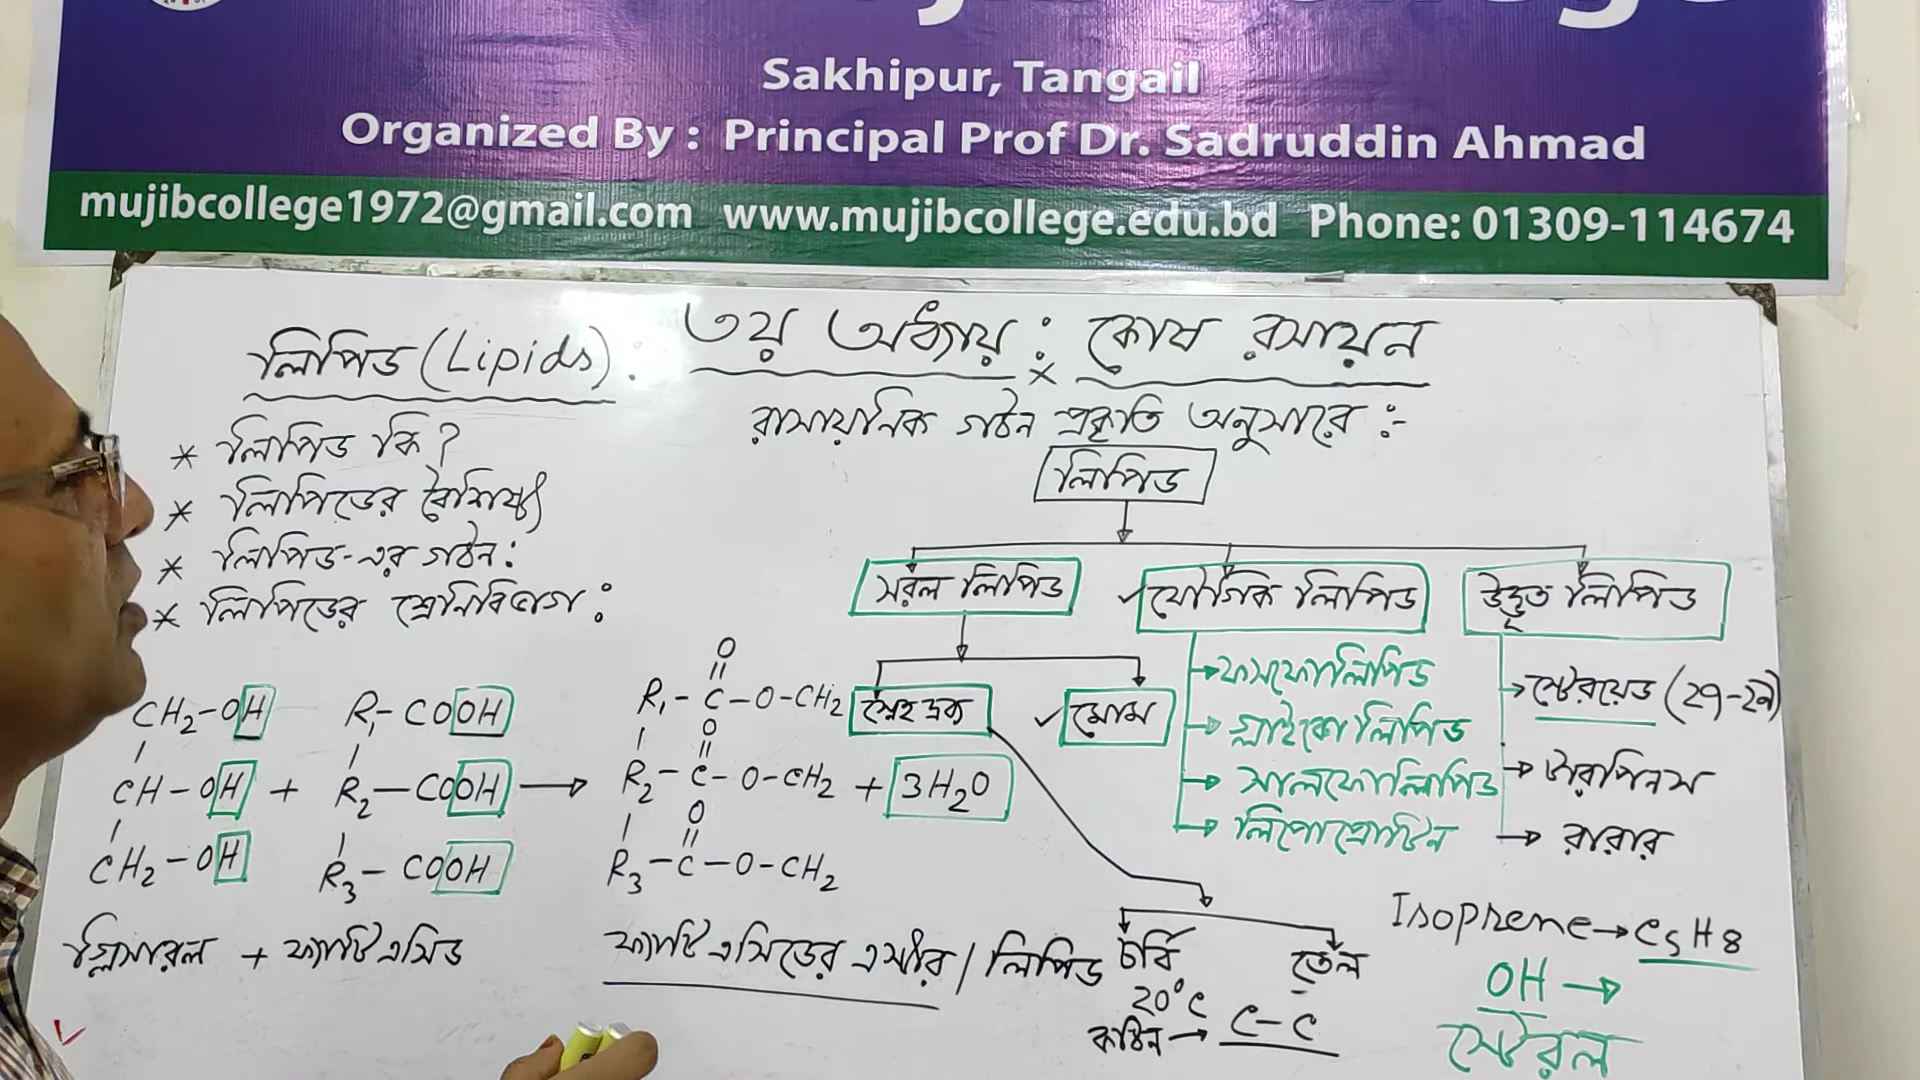 Sakhipur, Tangail
Organized By : Principal Prof Dr. Sadruddin Ahmad
mujibcollege1972@gmail.com www.mujibcollege.edu.bd Phone: 01309-114674
৩য় অধ্যায় : কোষ রসায়ন
লিপিড (Lipids) :
রাসায়নিক গঠন প্রকৃতি অনুসারে :-
* লিপিড কি?
* লিপিডের বৈশিষ্ট্য
* লিপিড-এর গঠন :
* লিপিডের শ্রেনিবিভাগ :
লিপিড
সরল লিপিড
যৌগিক লিপিড
উদ্ভূত লিপিড
স্নেহ দ্রব্য
মোম
ফসফোলিপিড
গ্লাইকোলিপিড
সালফোলিপিড
লিপোপ্রোটিন
স্টেরয়েড (২৭-২৯)
টারপিনস
রাবার
CH2-OH R1-COOH R1-C-O-CH2
CH-OH + R2-COOH → R2-C-O-CH2 + 3H2O
CH2-OH R3-COOH R3-C-O-CH2
গ্লিসারল + ফ্যাটি এসিড
ফ্যাটি এসিডের এস্টার / লিপিড
চর্বি
তেল
20°C
কঠিন → C-C
Isoprene → C5H8
OH →
স্টেরল